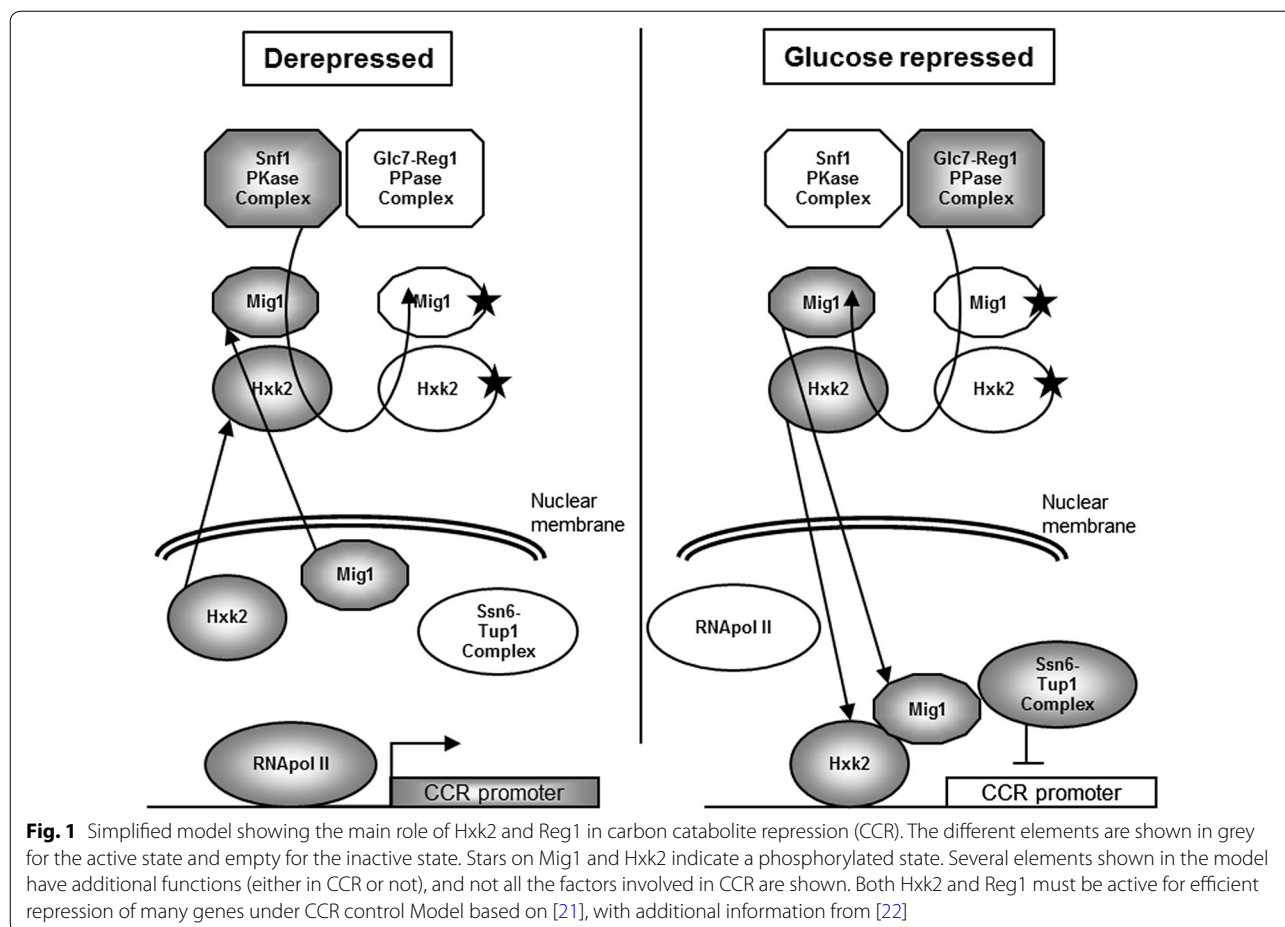 Derepressed
Snf1
PKase
Complex
Glc7-Reg1
PPase
Complex
Mig1
Mig1
Hxk2
Hxk2
Nuclear
membrane
Mig1
Hxk2
Ssn6-
Tup1
Complex
RNApol II
CCR promoter
Glucose repressed
Snf1
PKase
Complex
Glc7-Reg1
PPase
Complex
Mig1
Mig1
Hxk2
Hxk2
Nuclear
membrane
RNApol II
Ssn6-
Tup1
Complex
Mig1
Hxk2
CCR promoter
Fig. 1 Simplified model showing the main role of Hxk2 and Reg1 in carbon catabolite repression (CCR). The different elements are shown in grey
for the active state and empty for the inactive state. Stars on Mig1 and Hxk2 indicate a phosphorylated state. Several elements shown in the model
have additional functions (either in CCR or not), and not all the factors involved in CCR are shown. Both Hxk2 and Reg1 must be active for efficient
repression of many genes under CCR control Model based on [21], with additional information from [22]